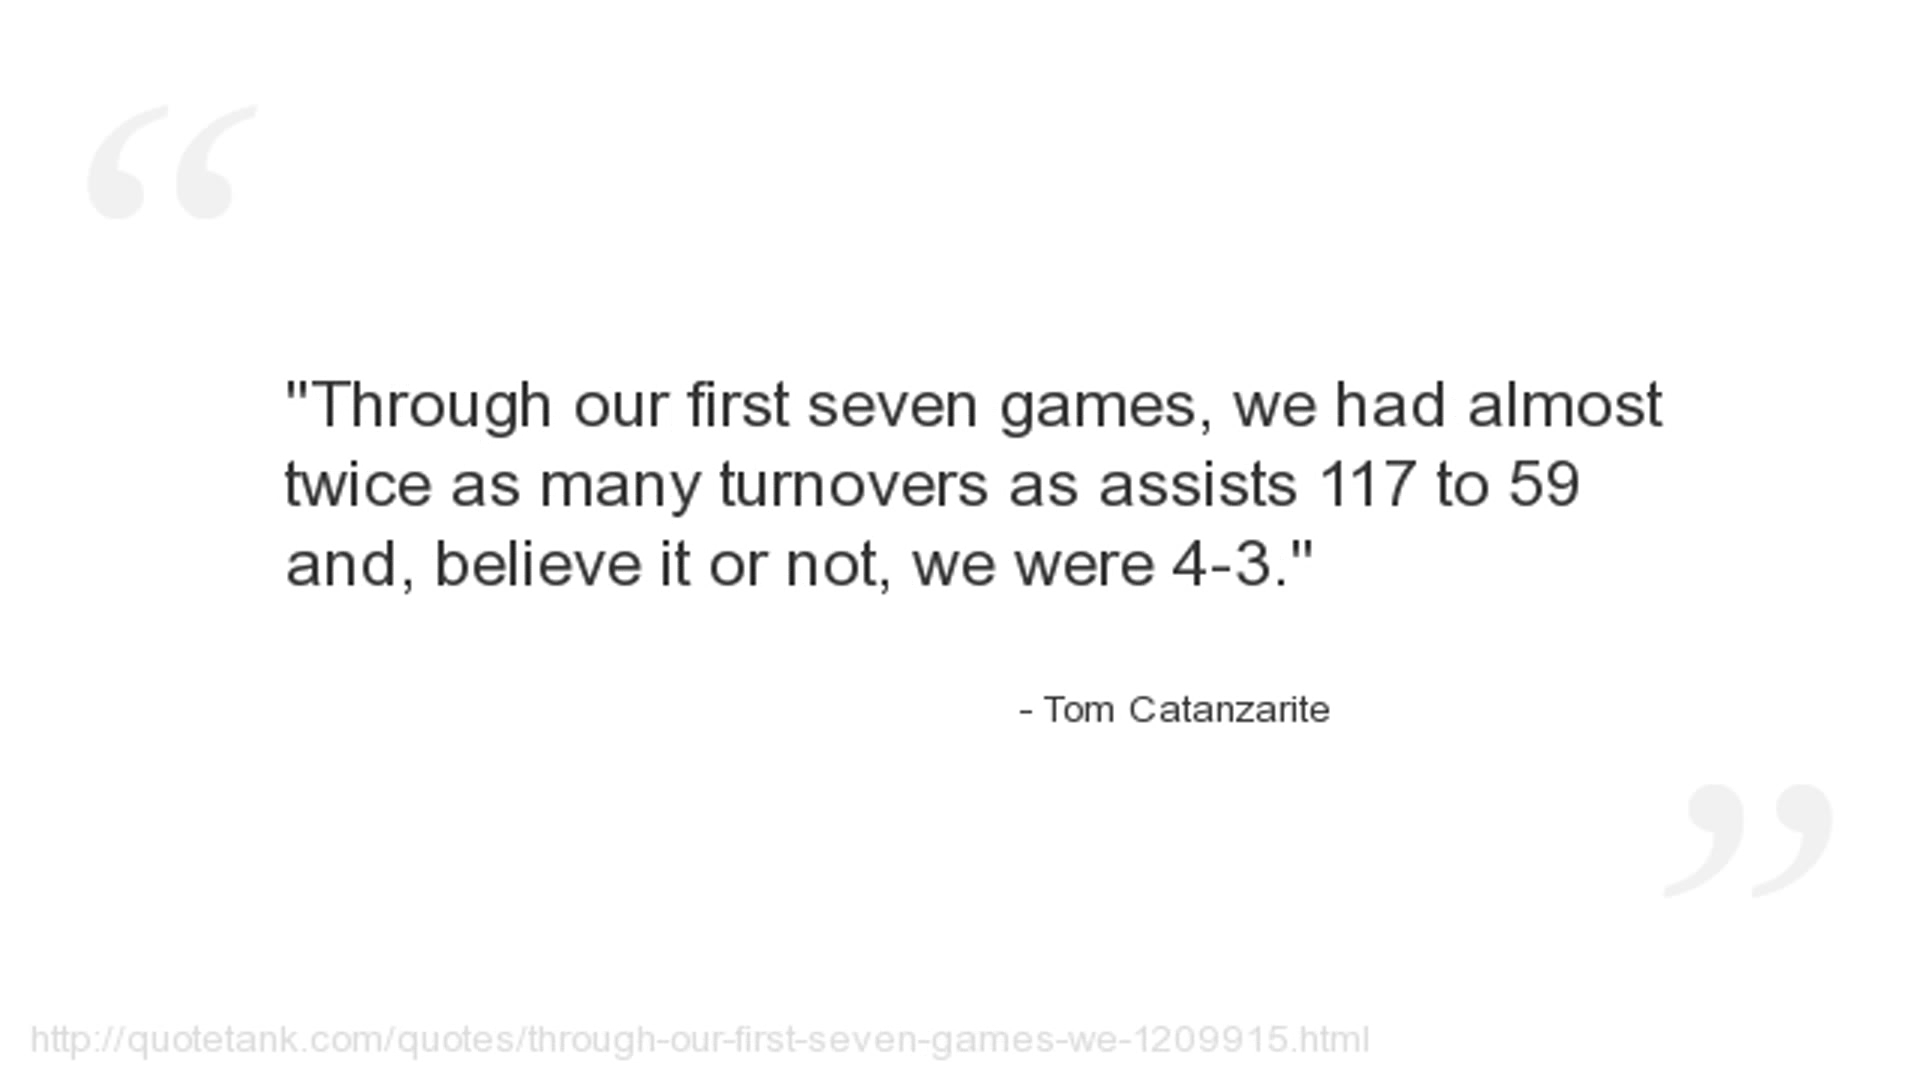 "Through our first seven games, we had almost
twice as many turnovers as assists 117 to 59
and, believe it or not, we were 4-3."
- Tom Catanzarite
http://quotetank.com/quotes/through-our-first-seven-games-we-1209915.html